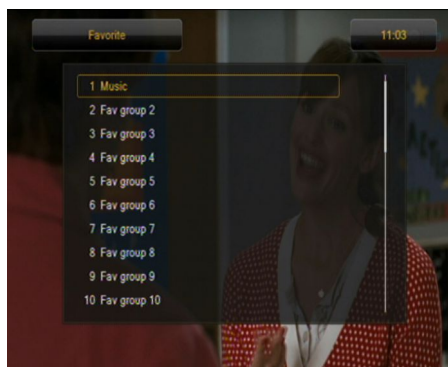 Favorite
11:03
1 Music
2 Fav group 2
3 Fav group 3
4 Fav group 4
5 Fav group 5
6 Fav group 6
7 Fav group 7
8 Fav group 8
9 Fav group 9
10 Fav group 10